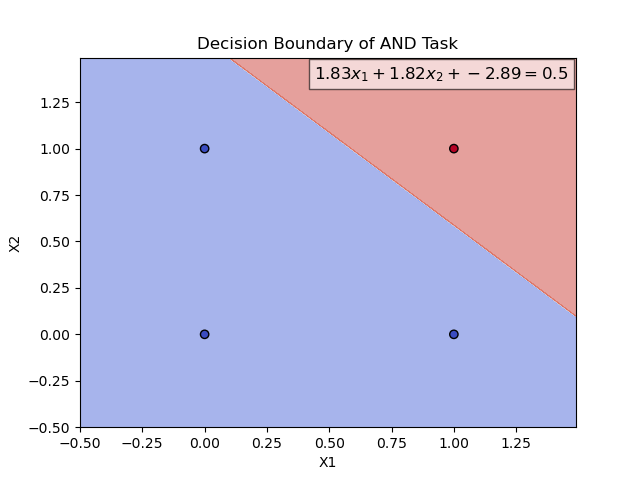 Decision Boundary of AND Task
1.83x₁ + 1.82x₂ + − 2.89 = 0.5
1.25
1.00
0.75
0.50
0.25
0.00
−0.25
−0.50
X2
−0.50 −0.25 0.00 0.25 0.50 0.75 1.00 1.25
X1